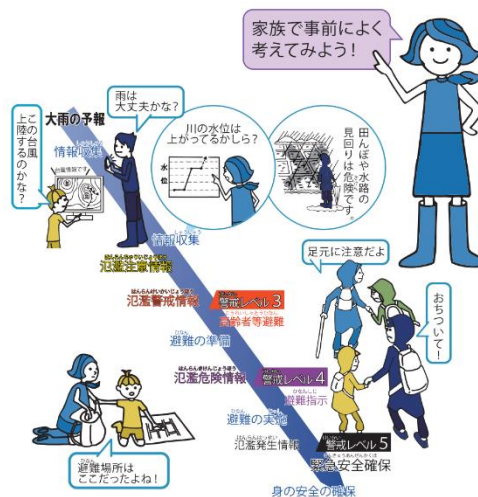 家族で事前によく
考えてみよう！
雨は
大丈夫かな？
大雨の予報
この台風
上陸するのかな？
情報収集
台風情報です
川の水位は
上がってるかしら？
水位
田んぼや水路の
見回りは危険です。
情報収集
氾濫注意情報
足元に注意だよ
氾濫警戒情報
警戒レベル3
高齢者等避難
おちついて！
避難の準備
氾濫危険情報
警戒レベル4
避難指示
避難の実施
氾濫発生情報
警戒レベル5
緊急安全確保
避難場所は
ここだったよね！
身の安全の確保